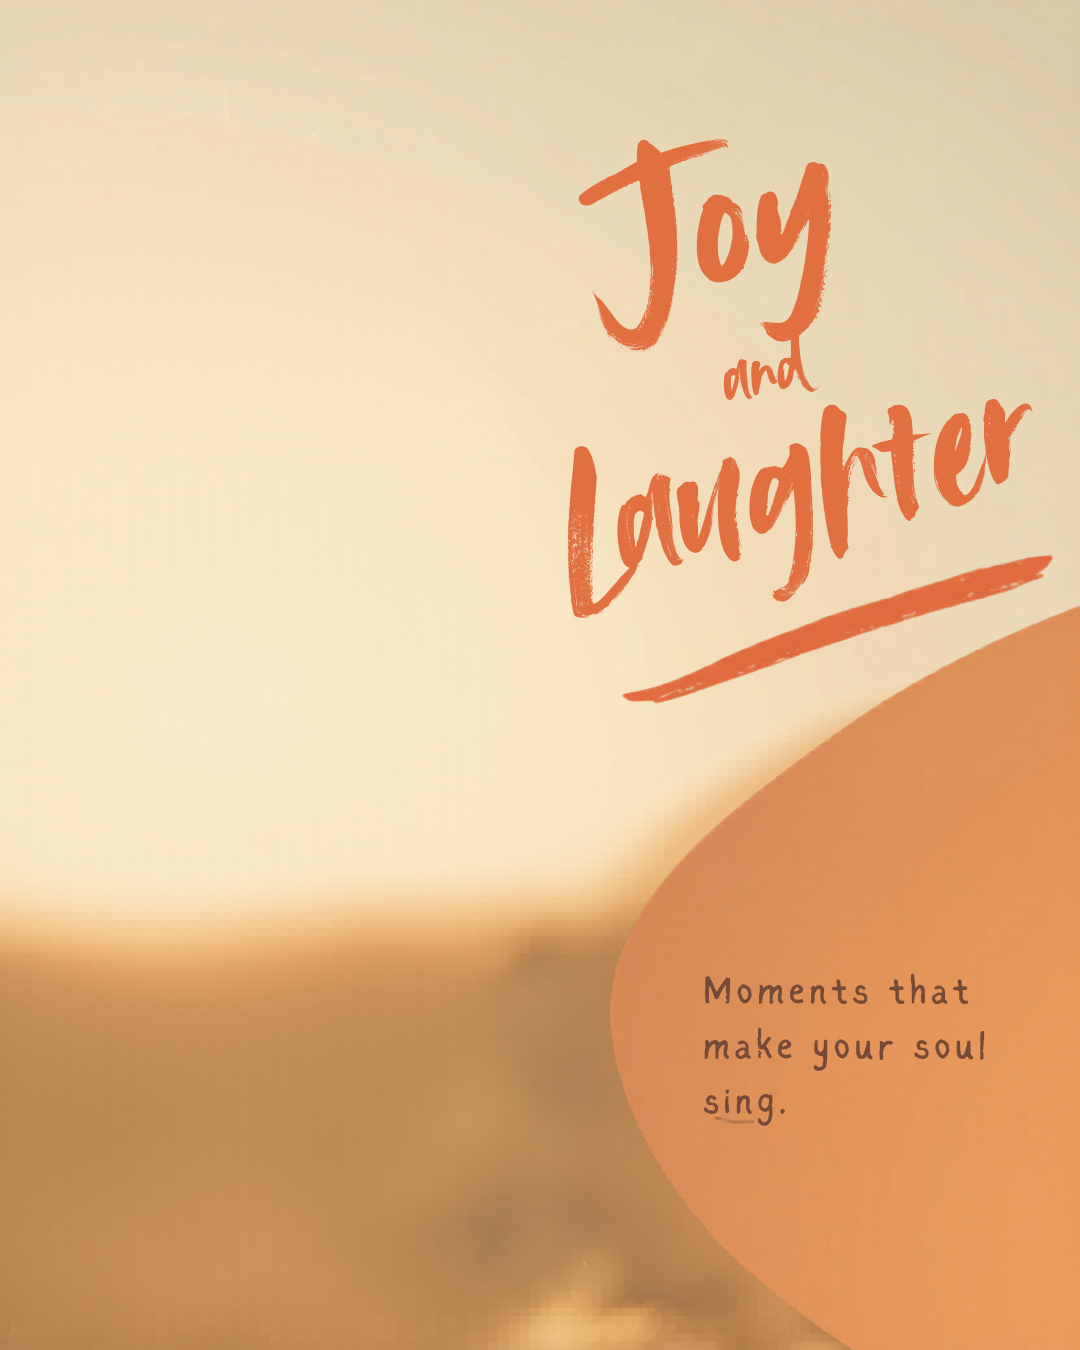 Joy
and
Laughter
Moments that
make your soul
sing.